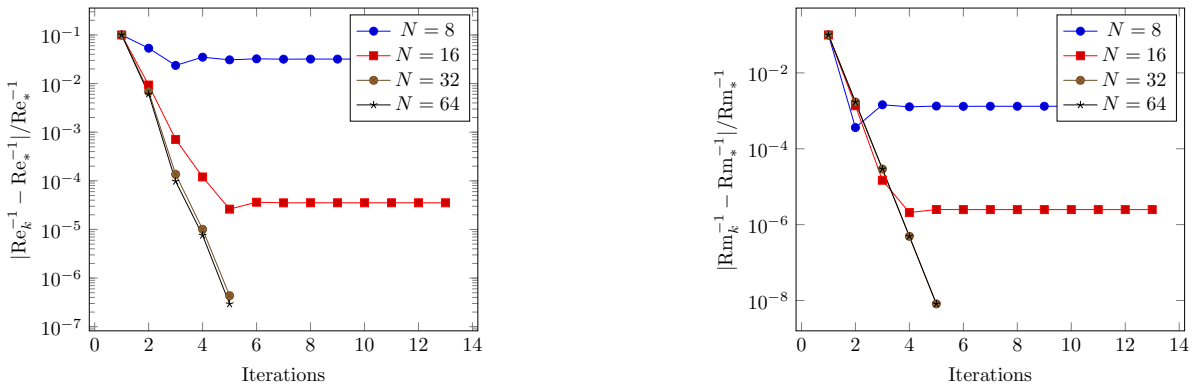 10^{-1}
10^{-2}
10^{-3}
10^{-4}
10^{-5}
10^{-6}
10^{-7}
|Re_k^{-1} − Re_*^{-1}|/Re_*^{-1}
0 2 4 6 8 10 12 14
Iterations
N = 8
N = 16
N = 32
N = 64
10^{-2}
10^{-4}
10^{-6}
10^{-8}
|Rm_k^{-1} − Rm_*^{-1}|/Rm_*^{-1}
0 2 4 6 8 10 12 14
Iterations
N = 8
N = 16
N = 32
N = 64